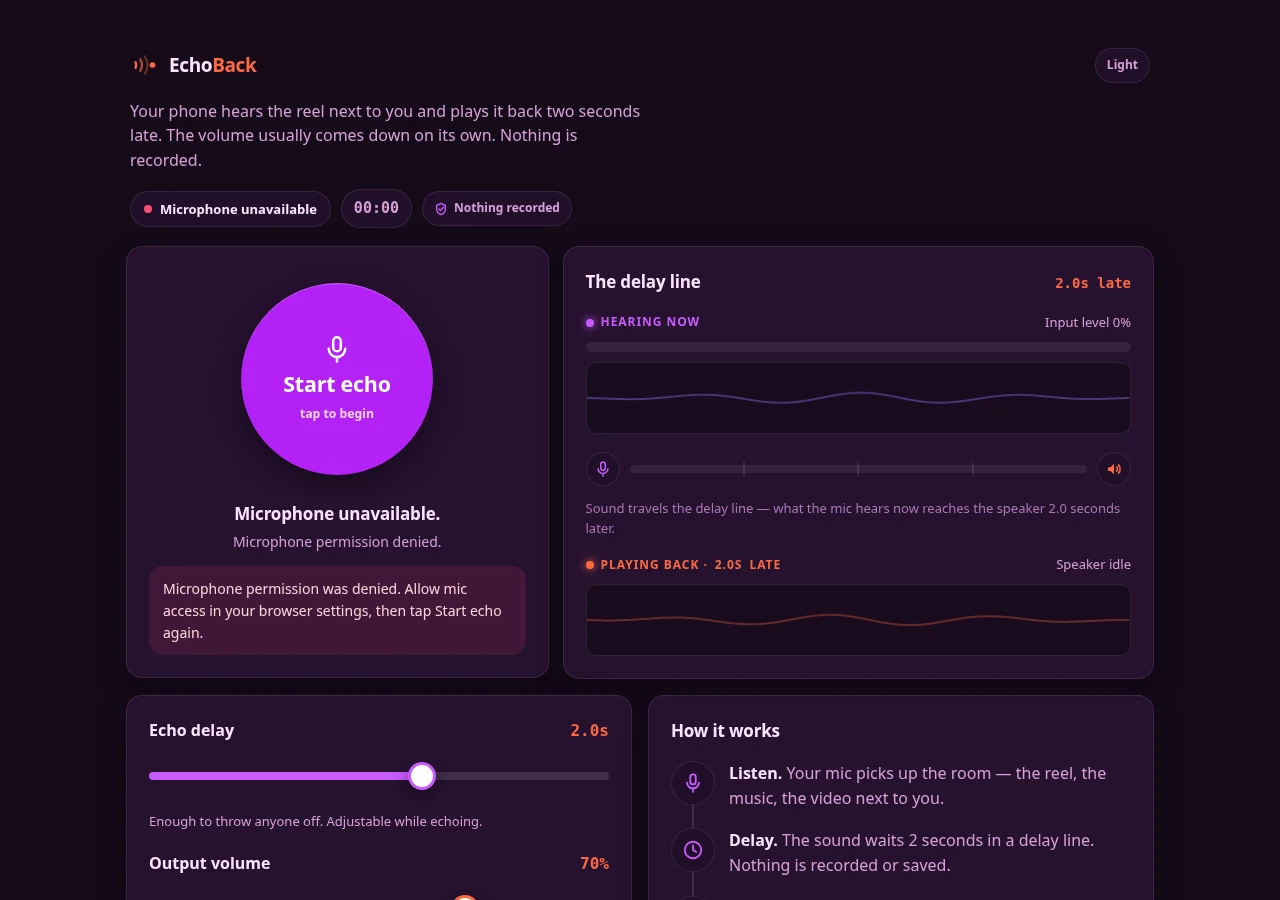 EchoBack
Light
Your phone hears the reel next to you and plays it back two seconds
late. The volume usually comes down on its own. Nothing is
recorded.
Microphone unavailable
00:00
Nothing recorded
Start echo
tap to begin
Microphone unavailable.
Microphone permission denied.
Microphone permission was denied. Allow mic
access in your browser settings, then tap Start echo
again.
The delay line
2.0s late
HEARING NOW
Input level 0%
Sound travels the delay line — what the mic hears now reaches the speaker 2.0 seconds
later.
PLAYING BACK · 2.0S LATE
Speaker idle
Echo delay
2.0s
Enough to throw anyone off. Adjustable while echoing.
Output volume
70%
How it works
Listen. Your mic picks up the room — the reel, the
music, the video next to you.
Delay. The sound waits 2 seconds in a delay line.
Nothing is recorded or saved.